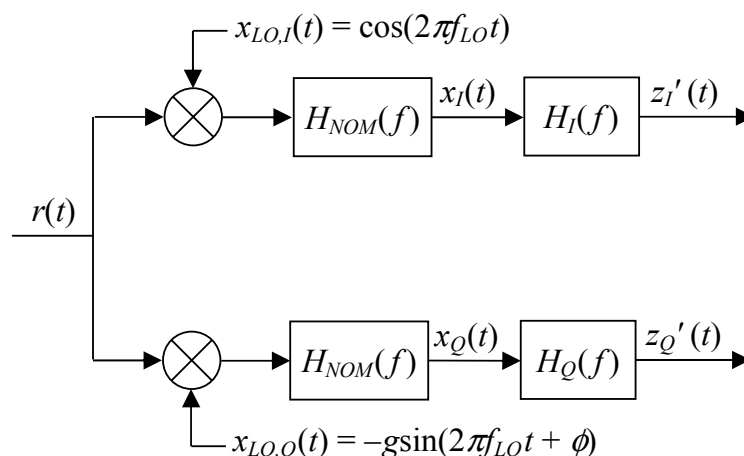 x_{LO,I}(t) = cos(2πf_{LO}t)
H_{NOM}(f)
x_I(t)
H_I(f)
z_I′(t)
r(t)
H_{NOM}(f)
x_Q(t)
H_Q(f)
z_Q′(t)
x_{LO,Q}(t) = –gsin(2πf_{LO}t + ϕ)